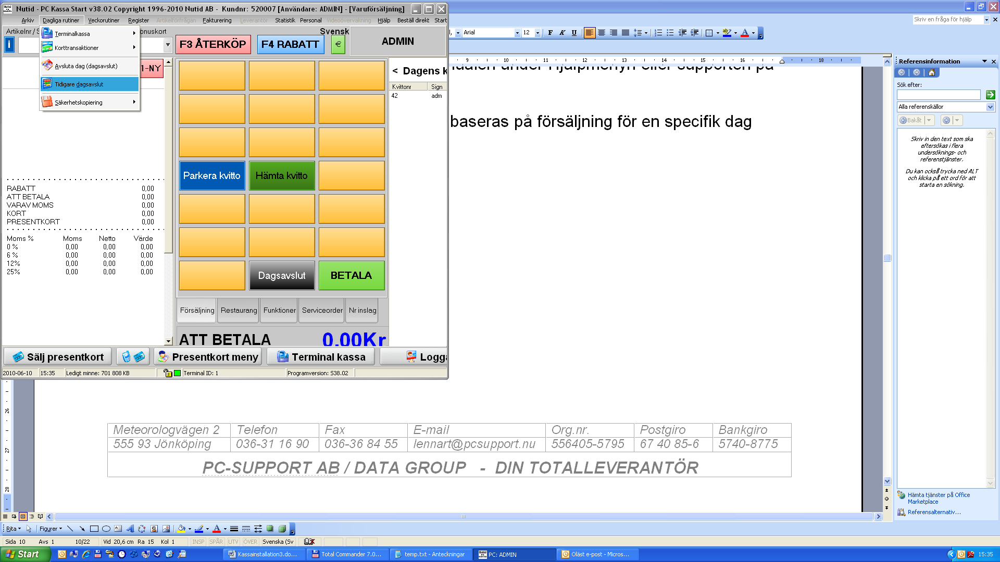 Nutid - PC Kassa Start v38.02 Copyright 1996-2010 Nutid AB - Kundnr: 520007 [Användare: ADMIN] - [Varuförsäljning]
Arkiv Dagliga rutiner Veckorutiner Register Artikelförfrågan Fakturering Leverantör Statistik Personal Videoövervakning Hjälp Beställ direkt Start
Skriv en fråga för hjälp
Artikelnr / S
onuskort
Svensk
Terminalkassa
Korttransaktioner
Avsluta dag (dagsavslut)
Tidigare dagsavslut
Säkerhetskopiering
F3 ÅTERKÖP
F4 RABATT
€
ADMIN
Arial
12
F K U
1-NY
< Dagens k
Kvittonr Sign
42 adm
9 10 11 12 13 14 15 16 18
baseras på försäljning för en specifik dag
Parkera kvitto
Hämta kvitto
Dagsavslut
BETALA
RABATT 0,00
ATT BETALA 0,00
VARAV MOMS 0,00
KORT 0,00
PRESENTKORT 0,00
Moms % Moms Netto Värde
0 % 0,00 0,00 0,00
6 % 0,00 0,00 0,00
12% 0,00 0,00 0,00
25% 0,00 0,00 0,00
Försäljning Restaurang Funktioner Serviceorder Nr inslag
ATT BETALA 0,00Kr
Sälj presentkort
Presentkort meny
Terminal kassa
Logga
2010-06-10 15:35 Ledigt minne: 701 808 KB Terminal ID: 1 Programversion: S38.02
Referensinformation
Sök efter:
Alla referenskällor
Bakåt
Skriv in den text som ska
eftersökas i flera
undersöknings- och
referenstjänster.
Du kan också trycka ned ALT
och klicka på ett ord för att
starta en sökning.
Hämta tjänster på Office
Marketplace
Referensalternativ...
26
27
28
Meteorologvägen 2 Telefon Fax E-mail Org.nr. Postgiro Bankgiro
555 93 Jönköping 036-31 16 90 036-36 84 55 lennart@pcsupport.nu 556405-5795 67 40 85-6 5740-8775
PC-SUPPORT AB / DATA GROUP - DIN TOTALLEVERANTÖR
Rita Figurer
Sida 10 Avs 1 10/22 Vid 20,6 cm Ra 15 Kol 1 INSP SPÅR UTV ÖVER Svenska (Sv
Start
Kassainstallation3.do...
Total Commander 7.0...
temp.txt - Anteckningar
PC: ADMIN
Oläst e-post - Micros...
15:35